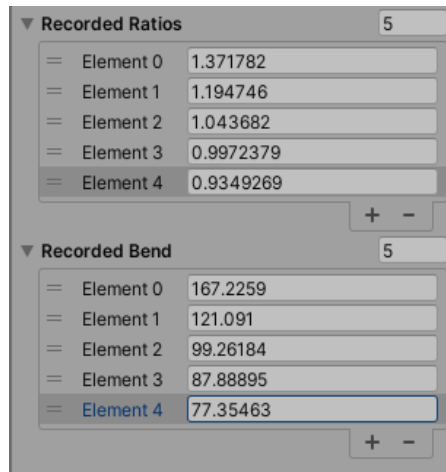 Recorded Ratios 5
Element 0 1.371782
Element 1 1.194746
Element 2 1.043682
Element 3 0.9972379
Element 4 0.9349269
+ -
Recorded Bend 5
Element 0 167.2259
Element 1 121.091
Element 2 99.26184
Element 3 87.88895
Element 4 77.35463
+ -